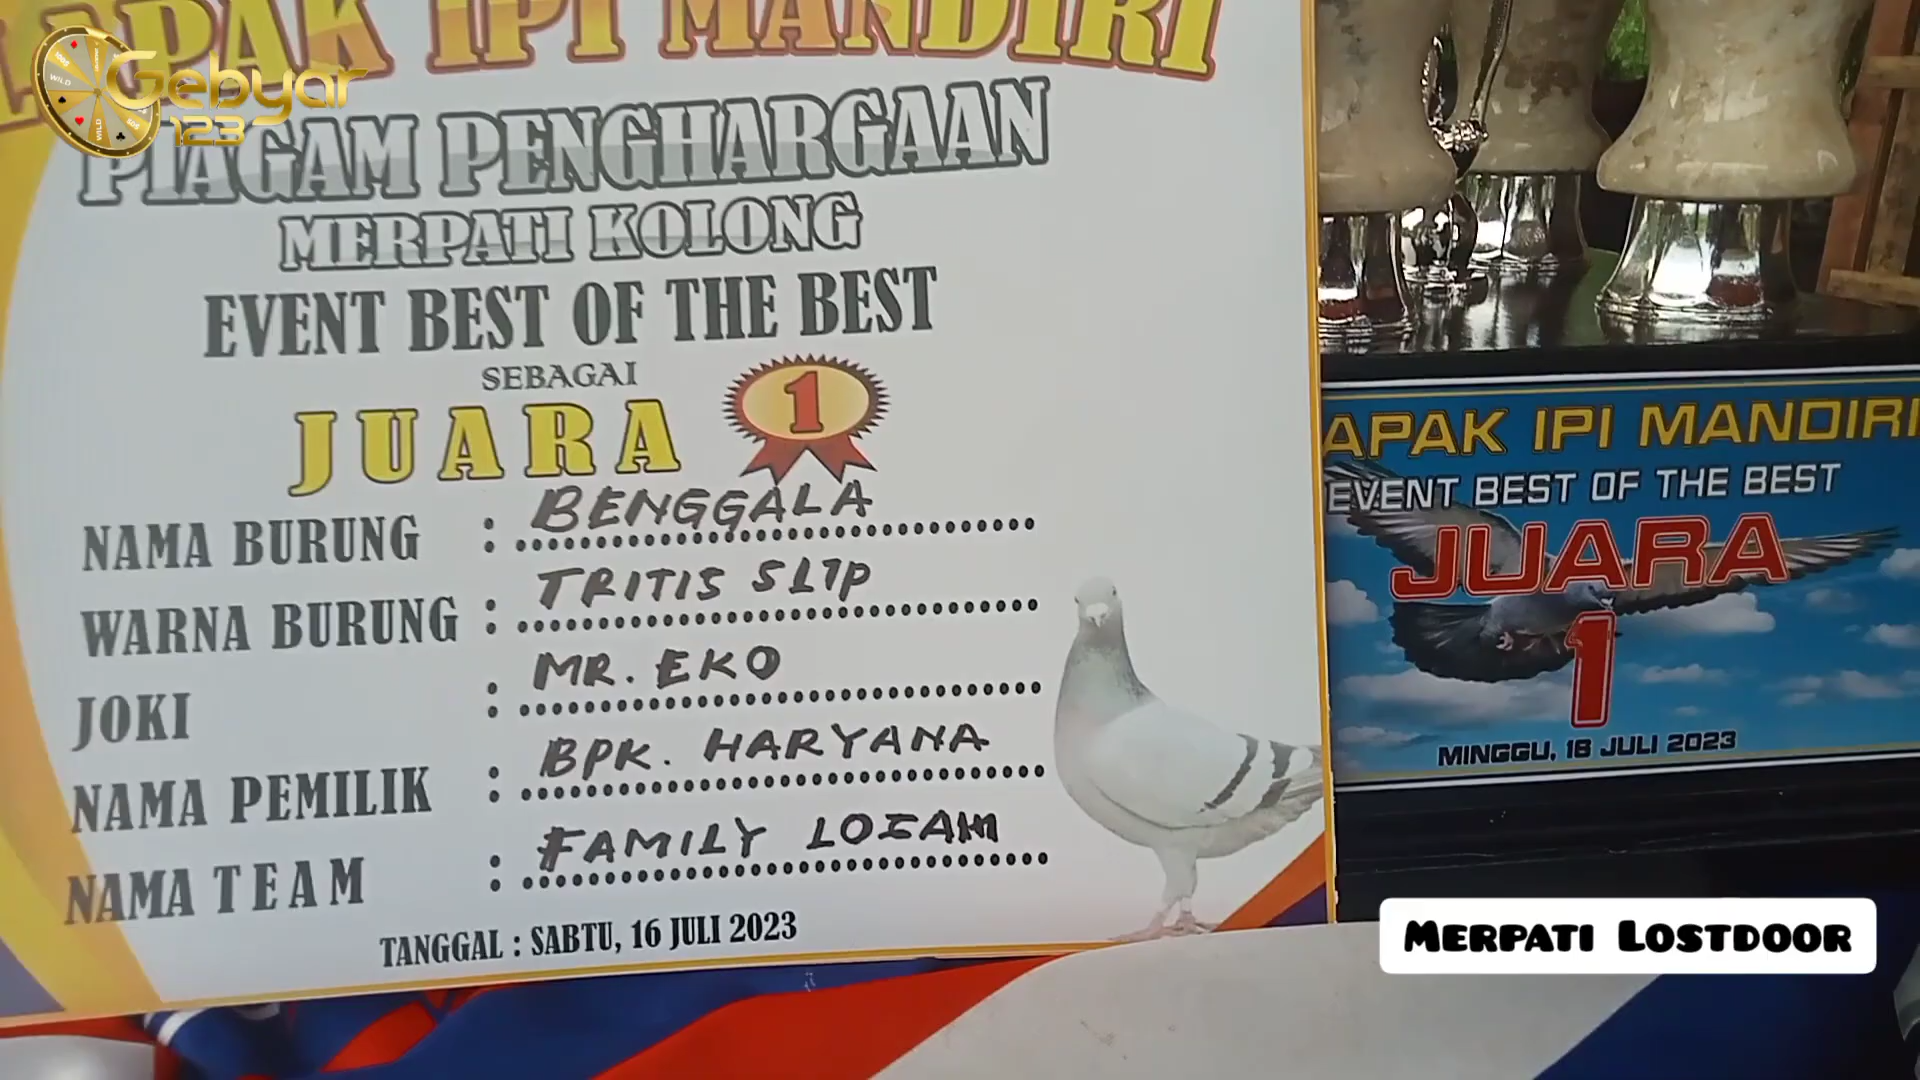 LAPAK IPI MANDIRI
Gebyar
123
PIAGAM PENGHARGAAN
MERPATI KOLONG
EVENT BEST OF THE BEST
SEBAGAI
JUARA 1
NAMA BURUNG : BENGGALA
WARNA BURUNG : TRITIS SLIP
JOKI : MR. EKO
NAMA PEMILIK : BPK. HARYANA
NAMA TEAM : FAMILY LOZAM
TANGGAL : SABTU, 16 JULI 2023
APAK IPI MANDIRI
EVENT BEST OF THE BEST
JUARA
1
MINGGU, 16 JULI 2023
MERPATI LOSTDOOR